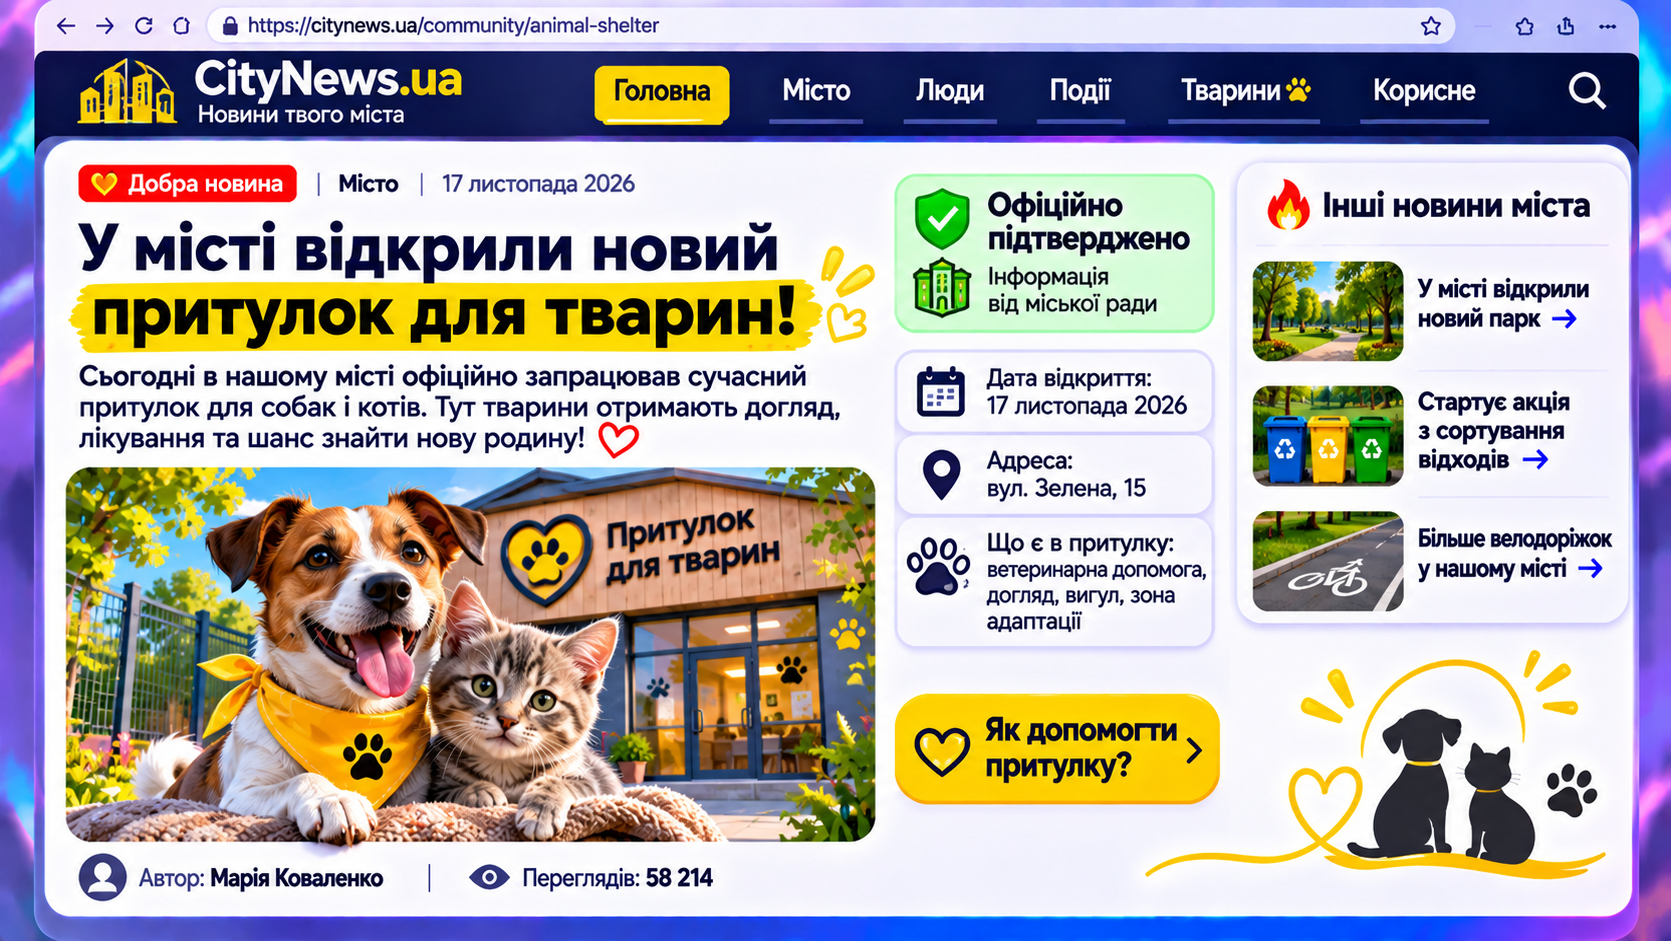 https://citynews.ua/community/animal-shelter
CityNews.ua
Новини твого міста
Головна
Місто
Люди
Події
Тварини
Корисне
Добра новина | Місто | 17 листопада 2026
У місті відкрили новий
притулок для тварин!
Сьогодні в нашому місті офіційно запрацював сучасний
притулок для собак і котів. Тут тварини отримають догляд,
лікування та шанс знайти нову родину!
Притулок
для тварин
Автор: Марія Коваленко | Переглядів: 58 214
Офіційно
підтверджено
Інформація
від міської ради
Дата відкриття:
17 листопада 2026
Адреса:
вул. Зелена, 15
Що є в притулку:
ветеринарна допомога,
догляд, вигул, зона
адаптації
Як допомогти
притулку?
Інші новини міста
У місті відкрили
новий парк →
Стартує акція
з сортування
відходів →
Більше велодоріжок
у нашому місті →